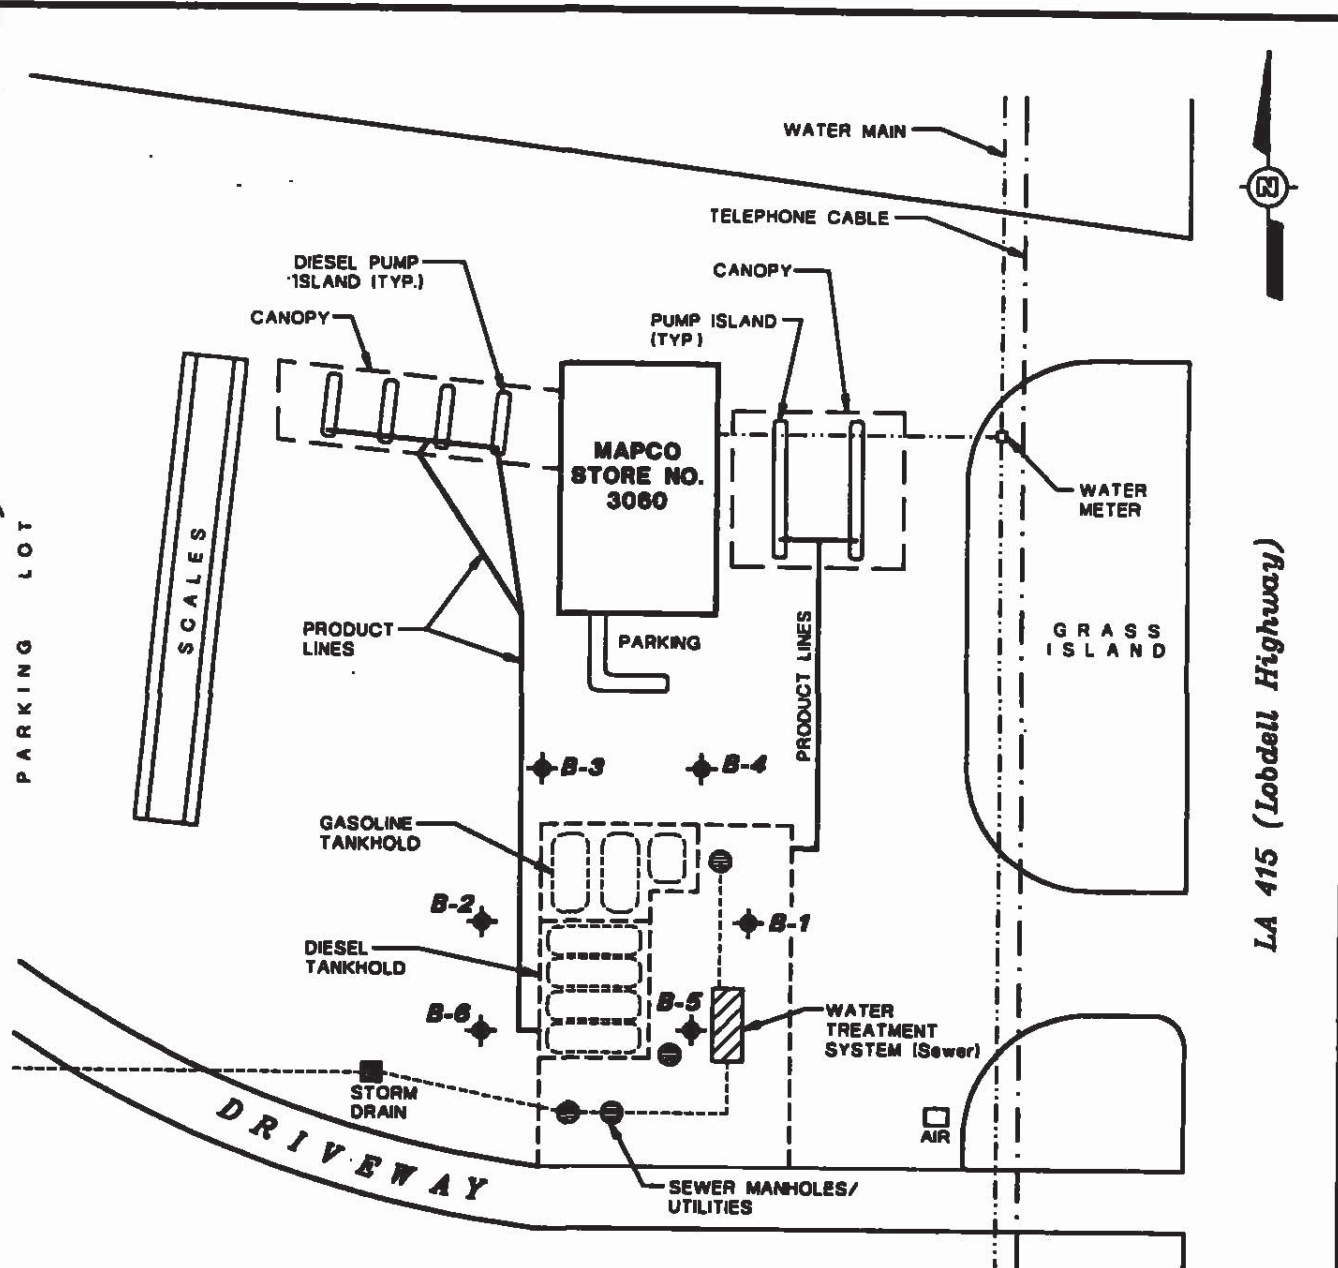 WATER MAIN
TELEPHONE CABLE
N
DIESEL PUMP
ISLAND (TYP.)
CANOPY
CANOPY
PUMP ISLAND
(TYP)
MAPCO
STORE NO.
3060
WATER
METER
PARKING LOT
SCALES
GRASS
ISLAND
LA 415 (Lobdell Highway)
PRODUCT
LINES
PARKING
PRODUCT LINES
B-3
B-4
GASOLINE
TANKHOLD
B-2
B-1
DIESEL
TANKHOLD
B-6
B-5
WATER
TREATMENT
SYSTEM (Sewer)
STORM
DRAIN
DRIVEWAY
AIR
SEWER MANHOLES/
UTILITIES